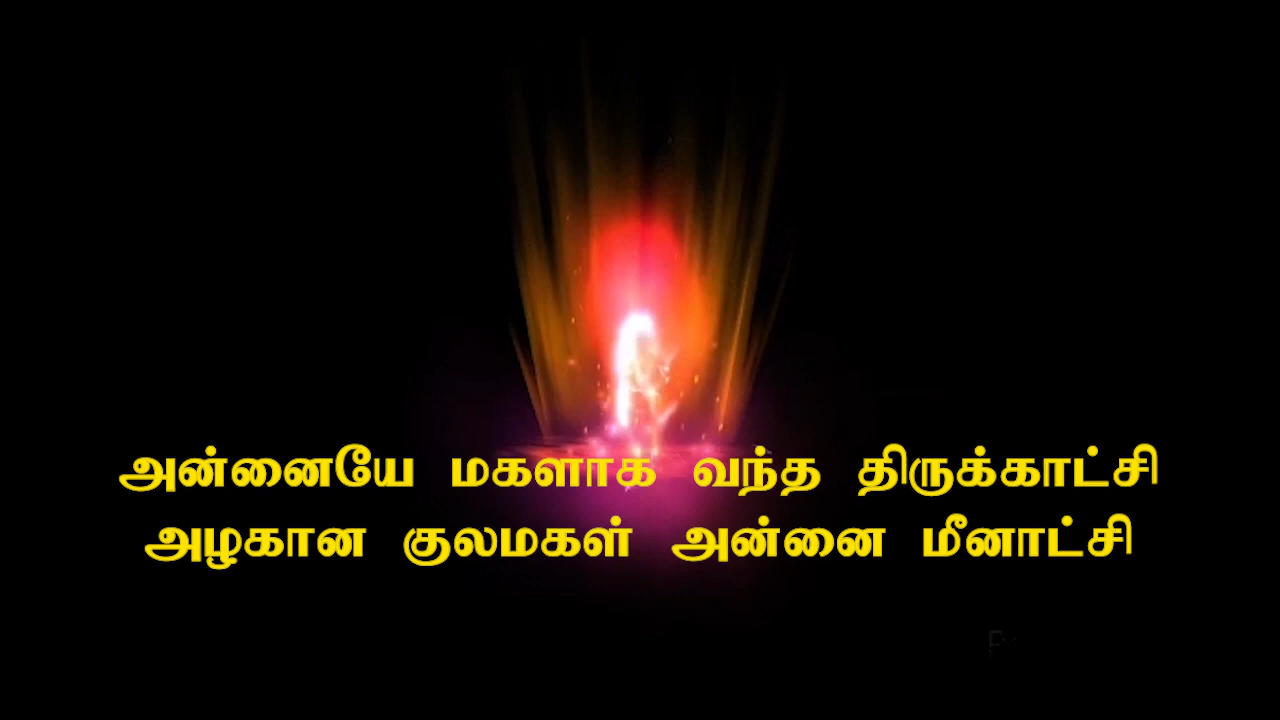 அன்னையே மகளாக வந்த திருக்காட்சி
அழகான குலமகள் அன்னை மீனாட்சி